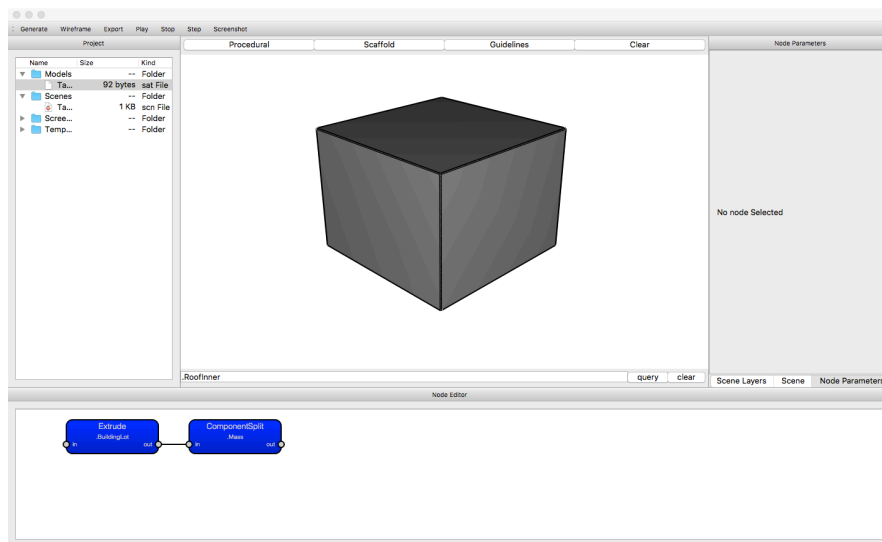 Generate Wireframe Export Play Stop Step Screenshot
Project
Procedural Scaffold Guidelines Clear
Node Parameters
Name Size Kind
Models -- Folder
Ta... 92 bytes sat File
Scenes -- Folder
Ta... 1 KB scn File
Scree... -- Folder
Temp... -- Folder
No node Selected
.RoofInner
query clear
Scene Layers Scene Node Parameters
Node Editor
Extrude
.BuildingLot
in out
ComponentSplit
.Mass
in out